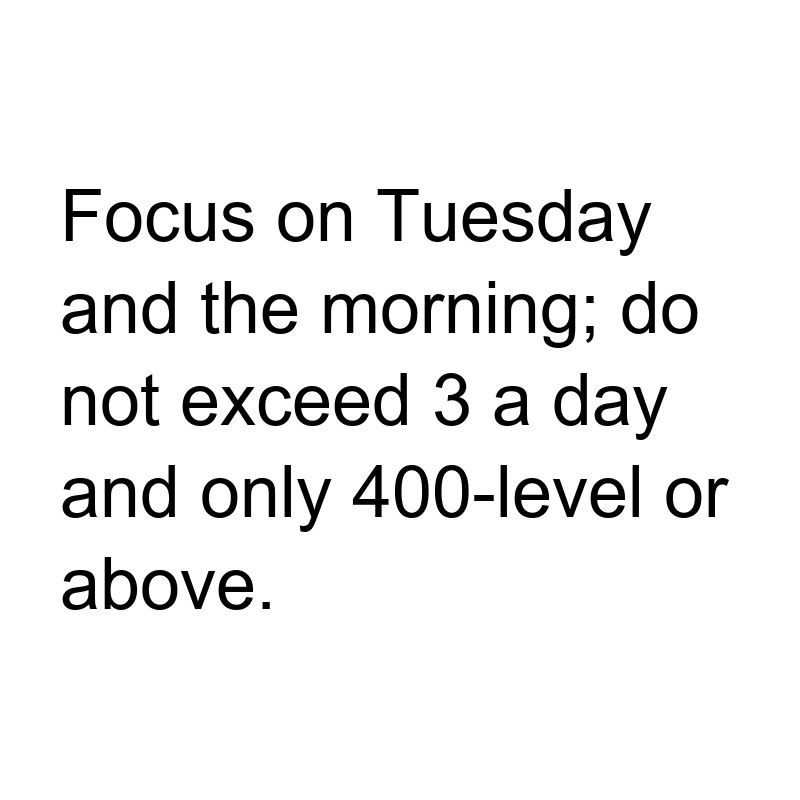 Focus on Tuesday
and the morning; do
not exceed 3 a day
and only 400-level or
above.